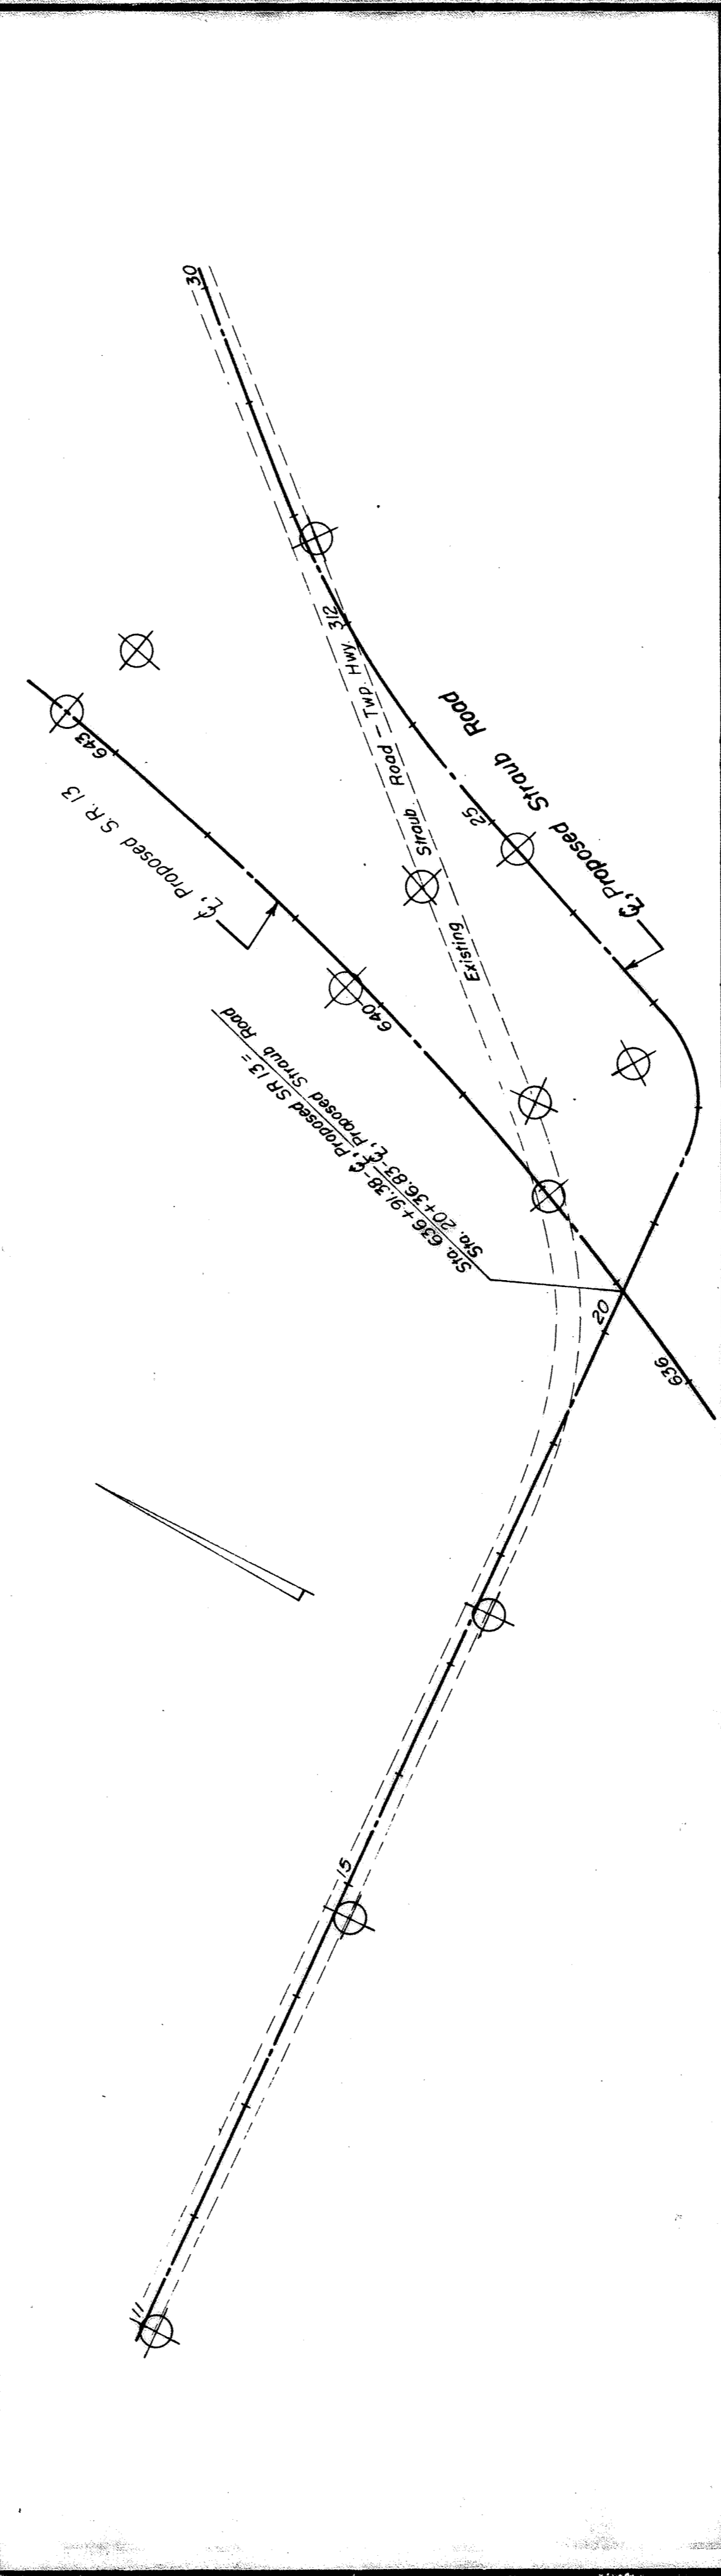 30
Existing Straub Road - Twp. Hwy. 312
643
℄, Proposed S.R. 13
25
℄, Proposed Straub Road
640
Sta. 636 + 91.38 - ℄, Proposed SR 13 =
Sta. 20 + 36.83 - ℄, Proposed Straub Road
20
636
15
11